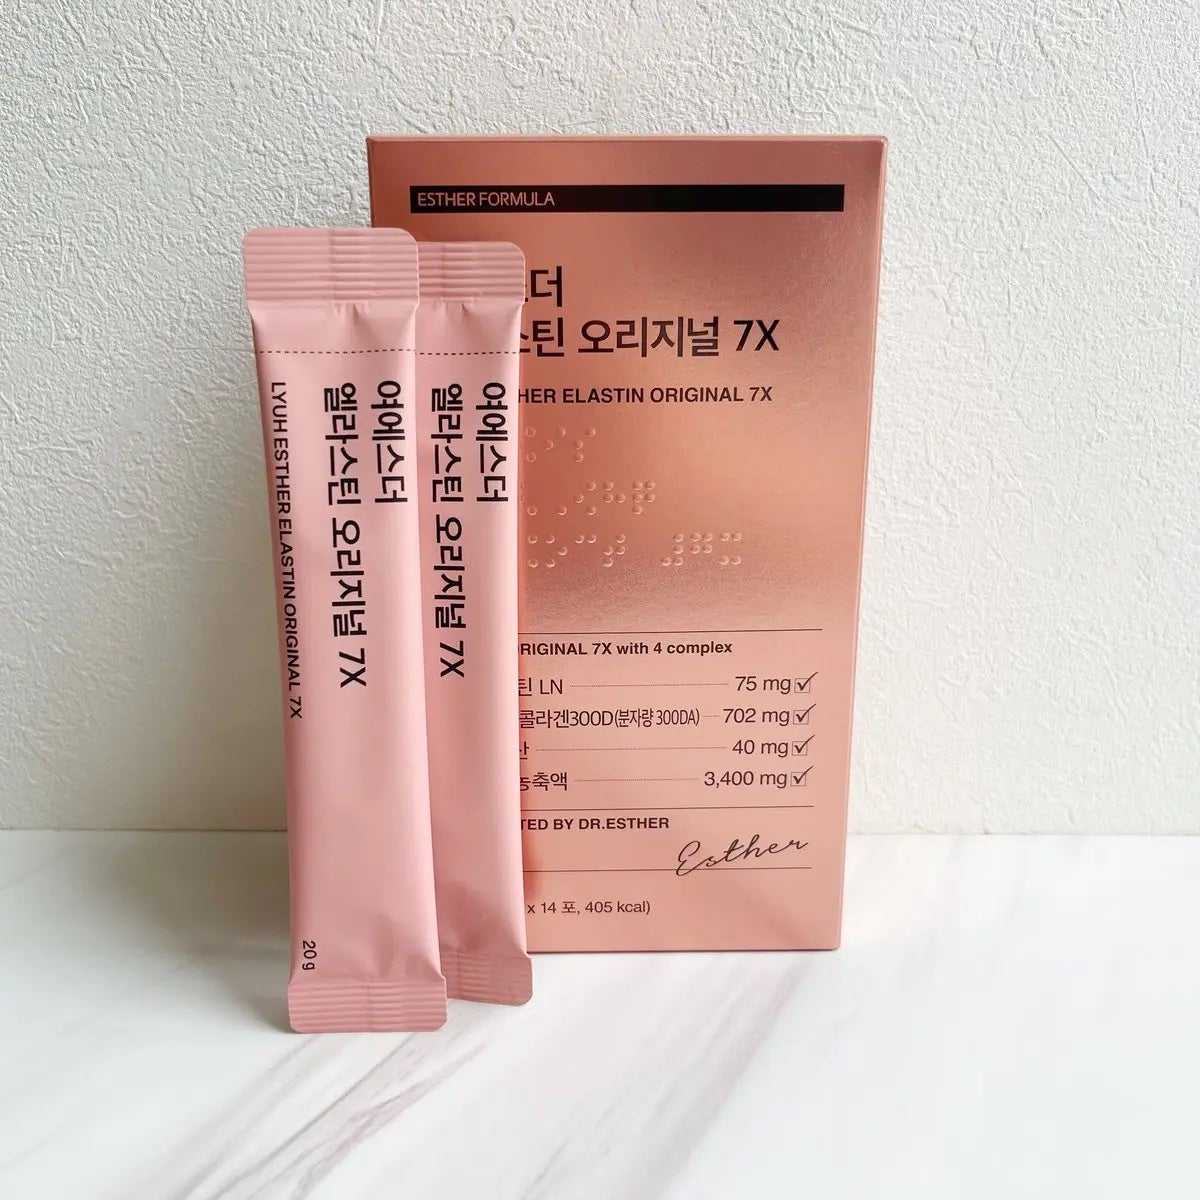 ESTHER FORMULA
더
스틴 오리지널 7X
HER ELASTIN ORIGINAL 7X
ORIGINAL 7X with 4 complex
틴 LN 75 mg
콜라겐300D(분자량 300DA) 702 mg
산 40 mg
농축액 3,400 mg
TED BY DR.ESTHER
Esther
x 14 포, 405 kcal)
여에스더
엘라스틴 오리지널 7X
LYUH ESTHER ELASTIN ORIGINAL 7X
20 g
여에스더
엘라스틴 오리지널 7X